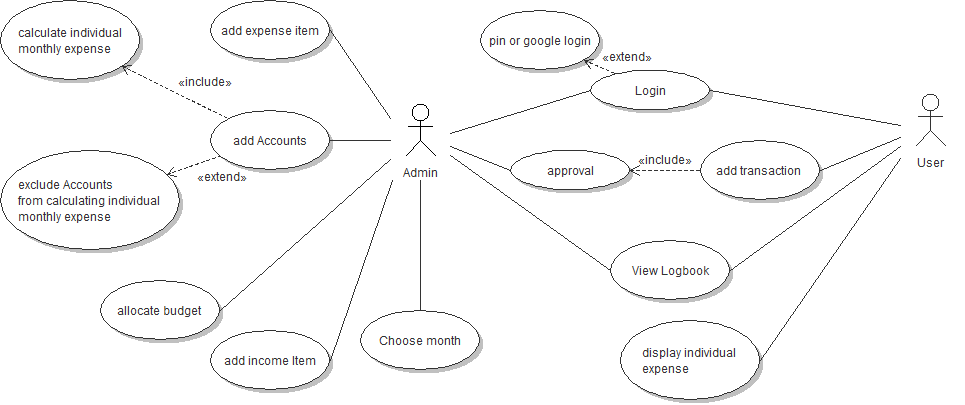 calculate individual
monthly expense
add expense item
pin or google login
«extend»
«include»
Login
add Accounts
«include»
approval
add transaction
Admin
User
«extend»
exclude Accounts
from calculating individual
monthly expense
View Logbook
allocate budget
Choose month
add income Item
display individual
expense